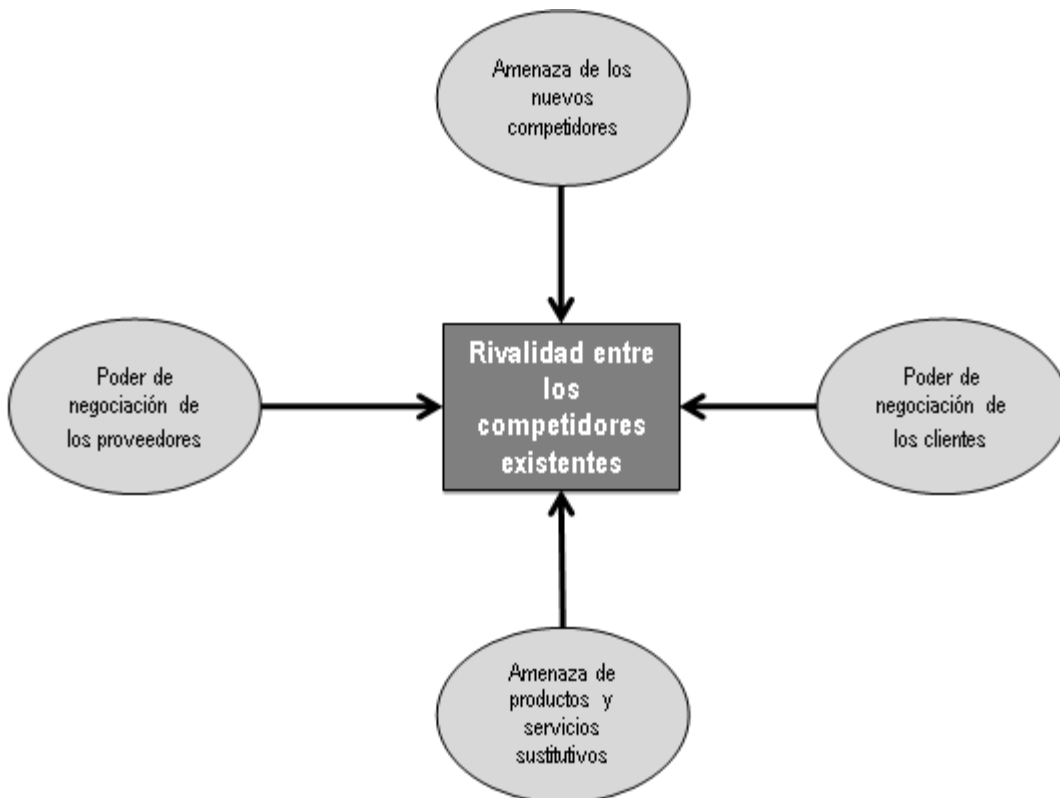 Amenaza de los
nuevos
competidores
Poder de
negociación de
los proveedores
Rivalidad entre
los
competidores
existentes
Poder de
negociación de
los clientes
Amenaza de
productos y
servicios
sustitutivos